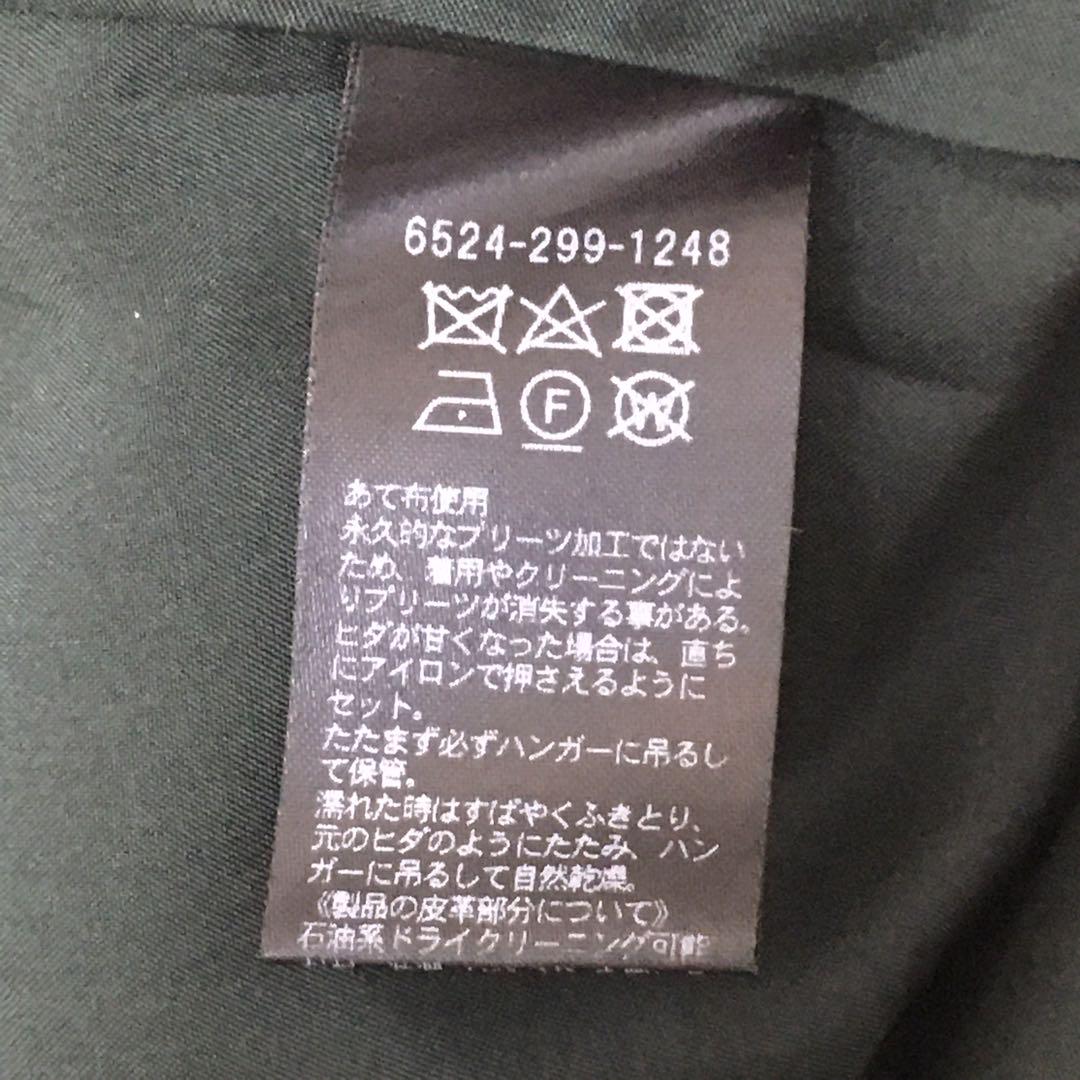 6524-299-1248
F
W
あて布使用
永久的なプリーツ加工ではない
ため、着用やクリーニングによ
りプリーツが消失する事がある。
ヒダが甘くなった場合は、直ち
にアイロンで押さえるように
セット。
たたまず必ずハンガーに吊るし
て保管。
濡れた時はすばやくふきとり、
元のヒダのようにたたみ、ハン
ガーに吊るして自然乾燥。
《製品の皮革部分について》
石油系ドライクリーニング可能